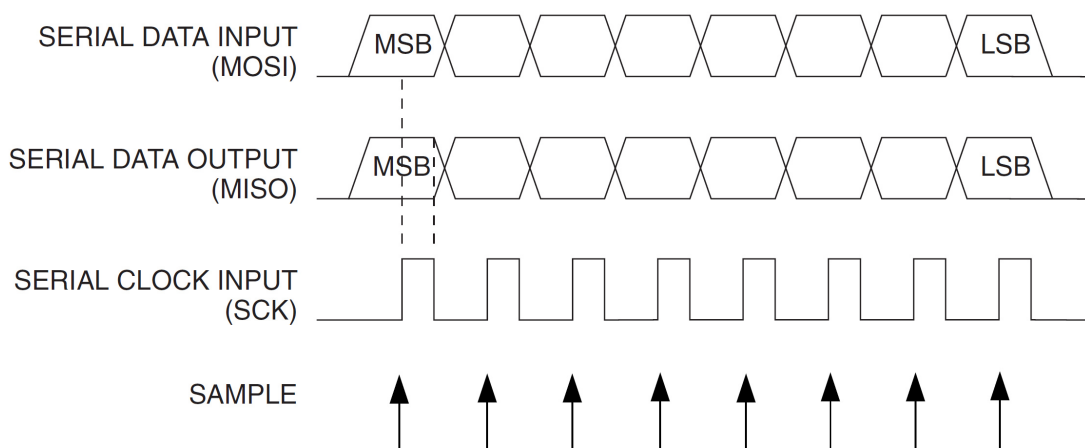 SERIAL DATA INPUT
(MOSI)
MSB
LSB
SERIAL DATA OUTPUT
(MISO)
MSB
LSB
SERIAL CLOCK INPUT
(SCK)
SAMPLE